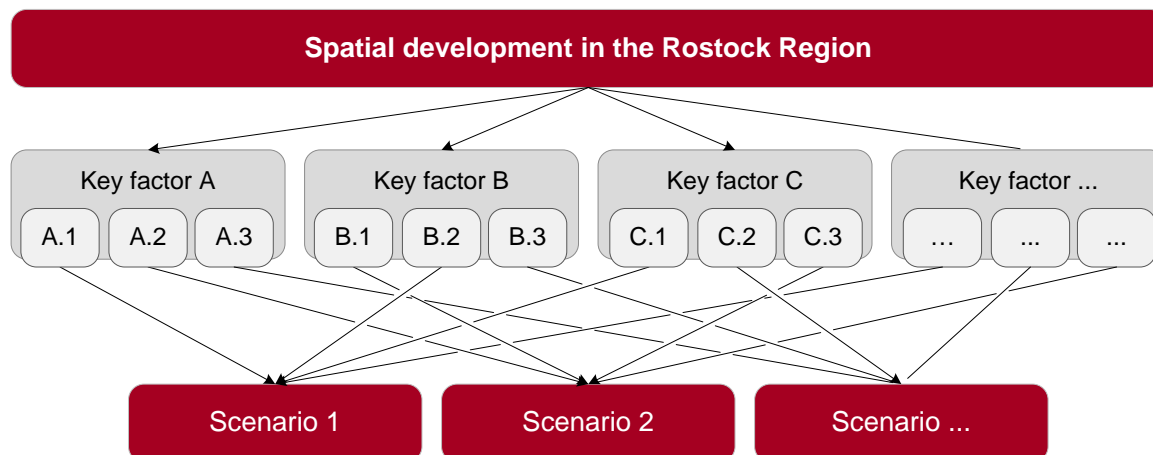 Spatial development in the Rostock Region
Key factor A
Key factor B
Key factor C
Key factor ...
A.1
A.2
A.3
B.1
B.2
B.3
C.1
C.2
C.3
…
...
...
Scenario 1
Scenario 2
Scenario ...